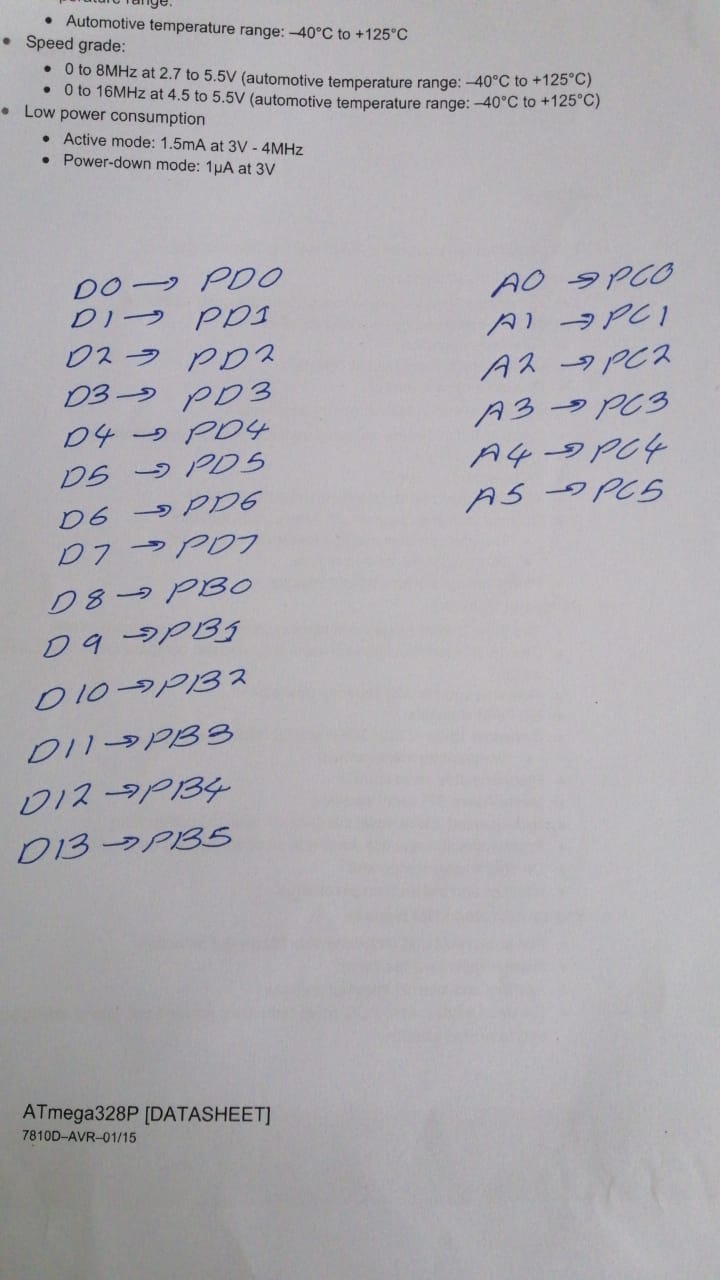 • Automotive temperature range: –40°C to +125°C
• Speed grade:
• 0 to 8MHz at 2.7 to 5.5V (automotive temperature range: –40°C to +125°C)
• 0 to 16MHz at 4.5 to 5.5V (automotive temperature range: –40°C to +125°C)
• Low power consumption
• Active mode: 1.5mA at 3V - 4MHz
• Power-down mode: 1µA at 3V
D0 → PD0
D1 → PD1
D2 → PD2
D3 → PD3
D4 → PD4
D5 → PD5
D6 → PD6
D7 → PD7
D8 → PB0
D9 → PB1
D10 → PB2
D11 → PB3
D12 → PB4
D13 → PB5
A0 → PC0
A1 → PC1
A2 → PC2
A3 → PC3
A4 → PC4
A5 → PC5
ATmega328P [DATASHEET]
7810D–AVR–01/15